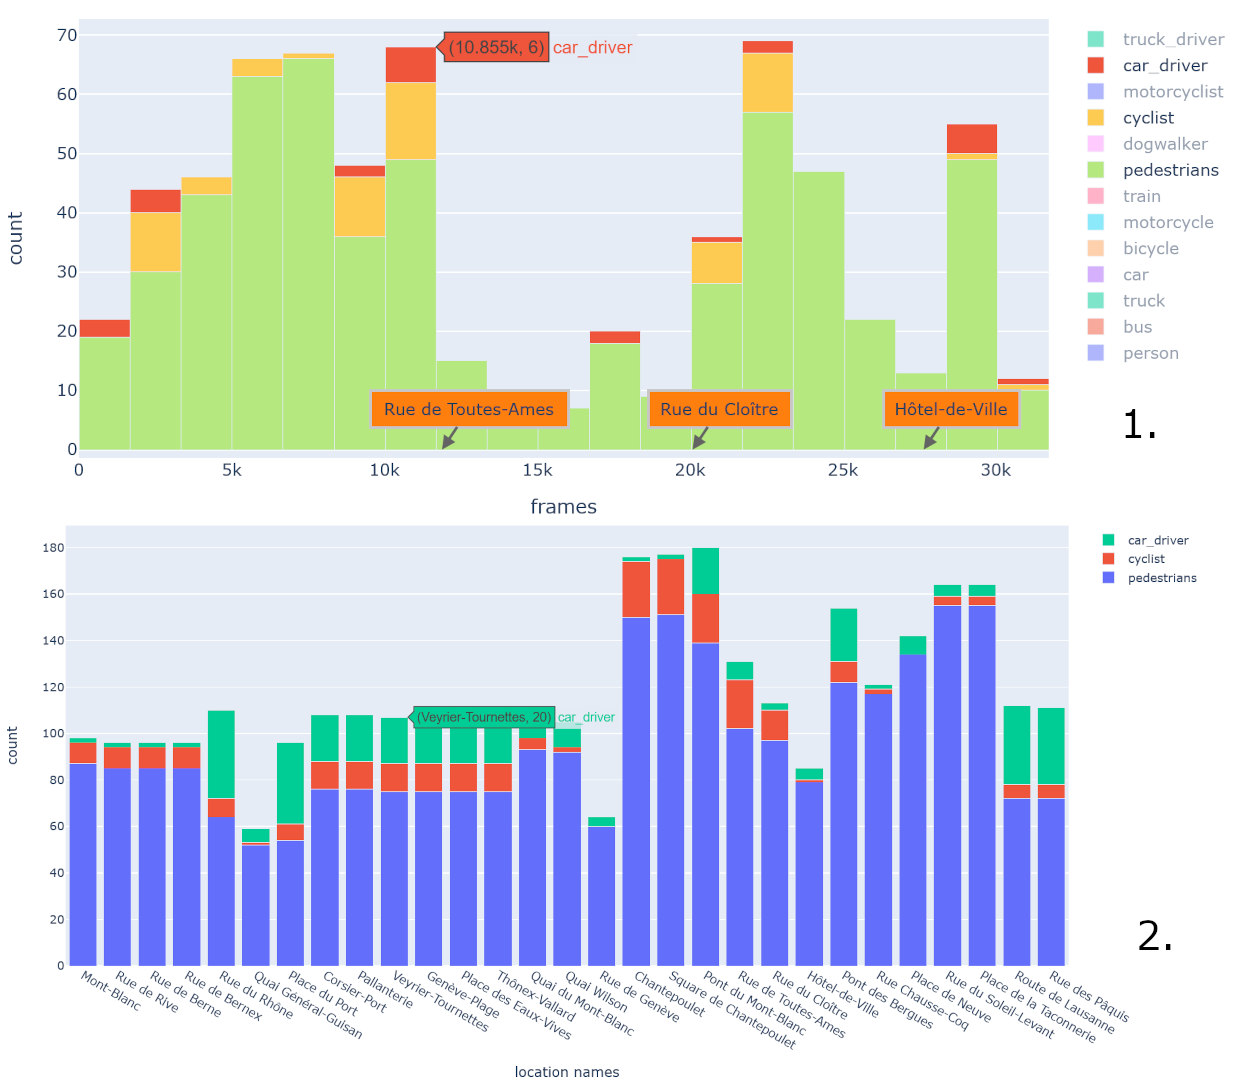 70
60
50
40
30
20
10
0
count
(10.855k, 6) car_driver
Rue de Toutes-Ames
Rue du Cloître
Hôtel-de-Ville
0 5k 10k 15k 20k 25k 30k
frames
truck_driver
car_driver
motorcyclist
cyclist
dogwalker
pedestrians
train
motorcycle
bicycle
car
truck
bus
person
1.
180
160
140
120
100
80
60
40
20
0
count
(Veyrier-Tournettes, 20) car_driver
car_driver
cyclist
pedestrians
2.
Mont-Blanc
Rue de Rive
Rue de Berne
Rue de Bernex
Rue du Rhône
Quai Général-Guisan
Place du Port
Corsier-Port
Pallanterie
Veyrier-Tournettes
Genève-Plage
Place des Eaux-Vives
Thônex-Vallard
Quai du Mont-Blanc
Quai Wilson
Rue de Genève
Chantepoulet
Square de Chantepoulet
Pont du Mont-Blanc
Rue de Toutes-Ames
Rue du Cloître
Hôtel-de-Ville
Pont des Bergues
Rue Chausse-Coq
Place de Neuve
Rue du Soleil-Levant
Place de la Taconnerie
Route de Lausanne
Rue des Pâquis
location names